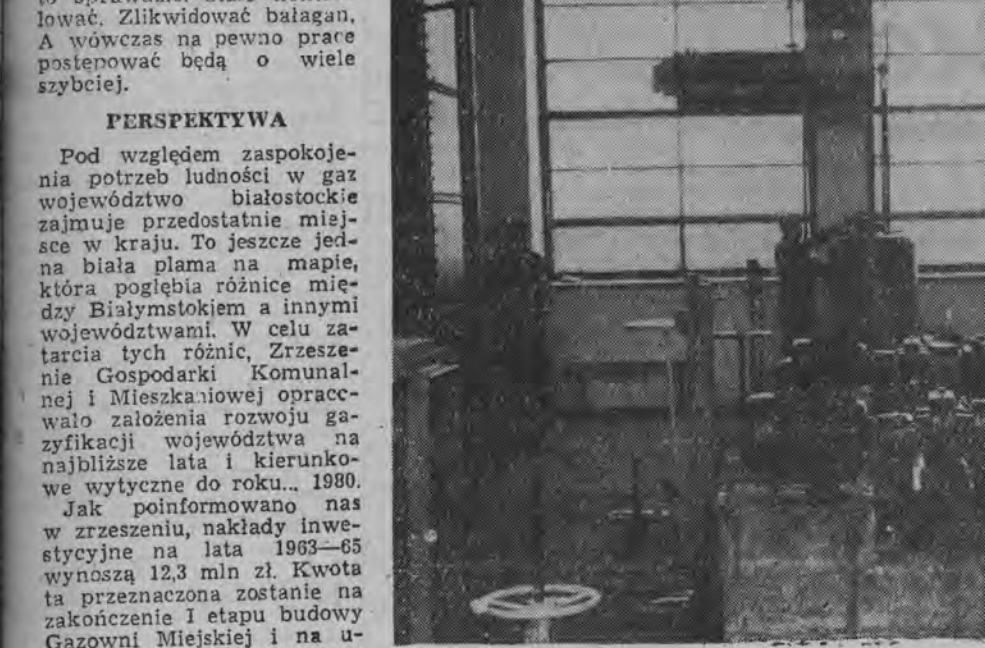 lować. Zlikwidować bałagan.
A wówczas na pewno prace
postępować będą o wiele
szybciej.
PERSPEKTYWA
Pod względem zaspokoje-
nia potrzeb ludności w gaz
województwo białostockie
zajmuje przedostatnie miej-
sce w kraju. To jeszcze jed-
na biała plama na mapie,
która pogłębia różnice mię-
dzy Białymstokiem a innymi
województwami. W celu za-
tarcia tych różnic, Zrzesze-
nie Gospodarki Komunal-
nej i Mieszkaniowej opraco-
wało założenia rozwoju ga-
zyfikacji województwa na
najbliższe lata i kierunko-
we wytyczne do roku... 1980.
Jak poinformowano nas
w zrzeszeniu, nakłady inwe-
stycyjne na lata 1963—65
wynoszą 12,3 mln zł. Kwota
ta przeznaczona zostanie na
zakończenie I etapu budowy
Gazowni Miejskiej i na u-